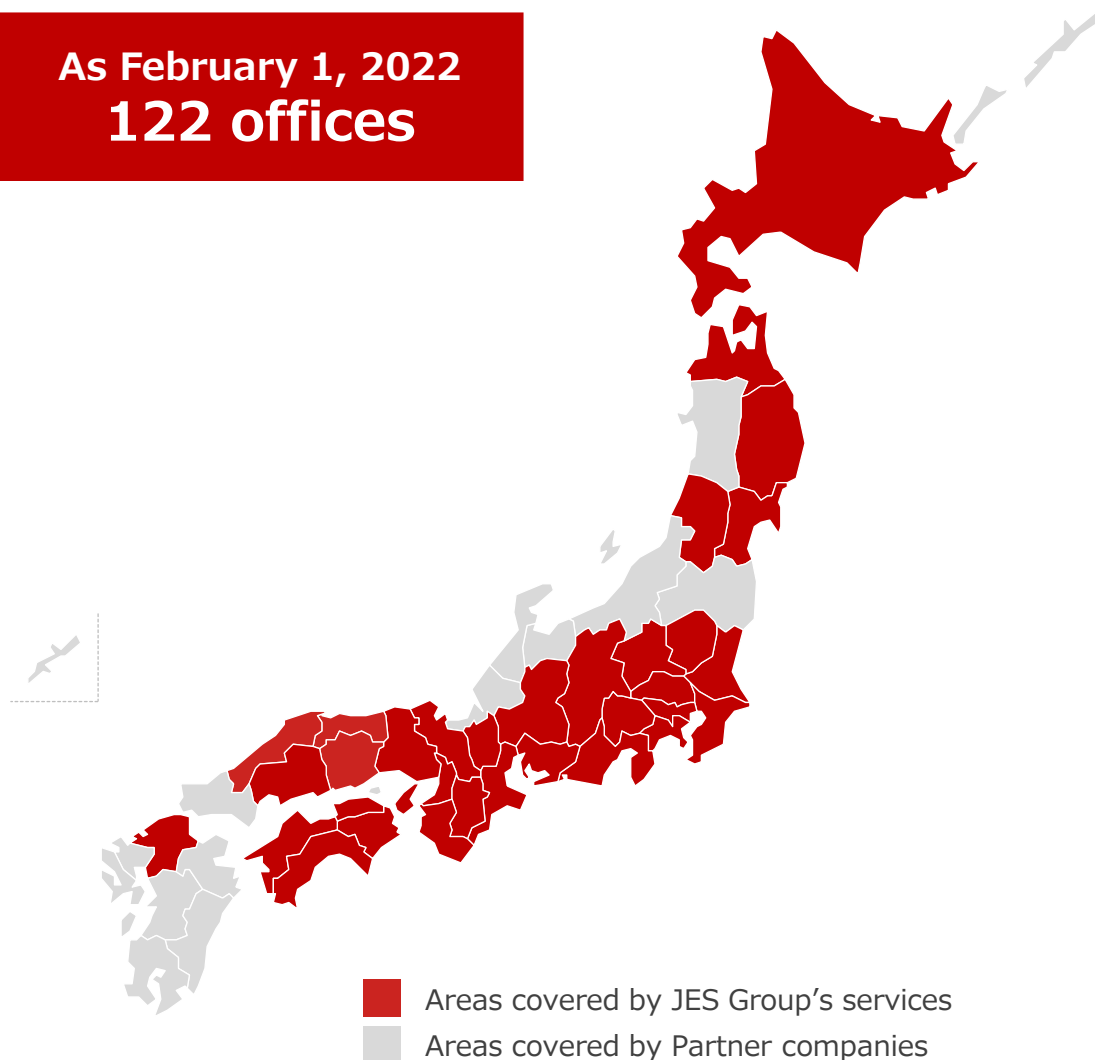 As February 1, 2022
122 offices
Areas covered by JES Group’s services
Areas covered by Partner companies